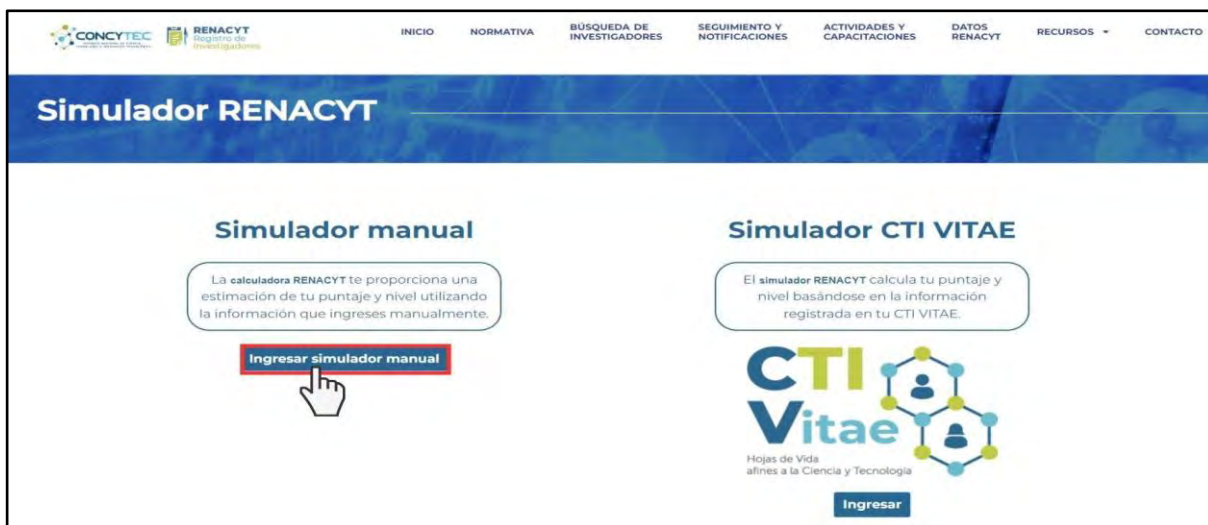 CONCYTEC
RENACYT
Registro de
Investigadores
INICIO
NORMATIVA
BÚSQUEDA DE
INVESTIGADORES
SEGUIMIENTO Y
NOTIFICACIONES
ACTIVIDADES Y
CAPACITACIONES
DATOS
RENACYT
RECURSOS
CONTACTO
Simulador RENACYT
Simulador manual
La calculadora RENACYT te proporciona una
estimación de tu puntaje y nivel utilizando
la información que ingreses manualmente.
Ingresar simulador manual
Simulador CTI VITAE
El simulador RENACYT calcula tu puntaje y
nivel basándose en la información
registrada en tu CTI VITAE.
CTI
Vitae
Hojas de Vida
afines a la Ciencia y Tecnología
Ingresar